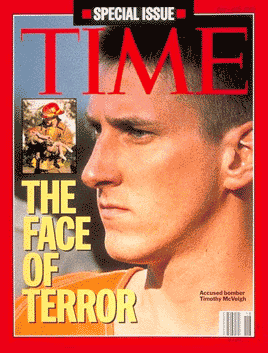 SPECIAL ISSUE
TIME
THE
FACE
OF
TERROR
Accused bomber
Timothy McVeigh